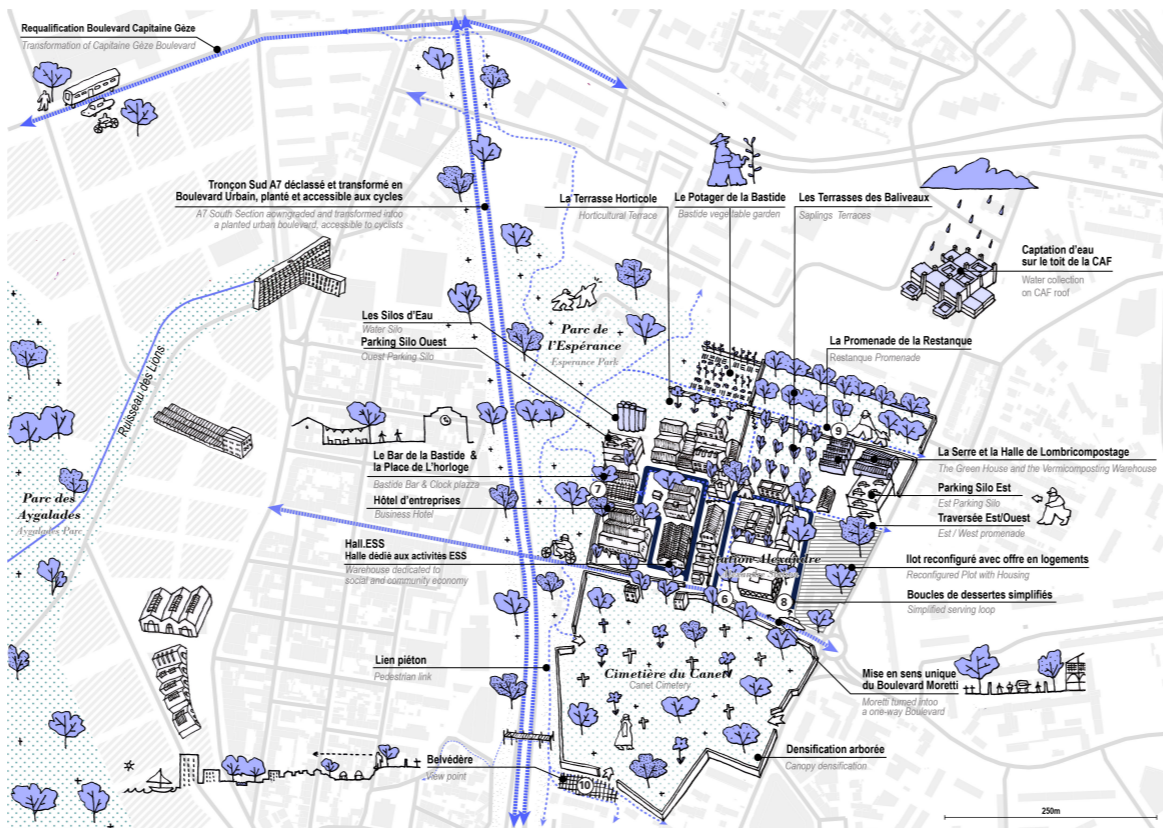 Requalification Boulevard Capitaine Gèze
Transformation of Capitaine Gèze Boulevard
Tronçon Sud A7 déclassé et transformé en
Boulevard Urbain, planté et accessible aux cycles
A7 South Section downgraded and transformed intoo
a planted urban boulevard, accessible to cyclists
La Terrasse Horticole
Horticultural Terrace
Le Potager de la Bastide
Bastide vegetable garden
Les Terrasses des Baliveaux
Saplings Terraces
Captation d'eau
sur le toit de la CAF
Water collection
on CAF roof
Les Silos d'Eau
Water Silo
Parking Silo Ouest
Ouest Parking Silo
Parc de
l'Espérance
Esperance Park
La Promenade de la Restanque
Restanque Promenade
Ruisseau des Lions
9
Le Bar de la Bastide &
la Place de L'horloge
Bastide Bar & Clock plazza
7
La Serre et la Halle de Lombricompostage
The Green House and the Vermicomposting Warehouse
Parking Silo Est
Est Parking Silo
Parc des
Aygalades
Aygalades Parc
Hôtel d'entreprises
Business Hotel
Traversée Est/Ouest
Est / West promenade
Hall.ESS
Halle dédié aux activités ESS
Warehouse dedicated to
social and community economy
Alexandre
Ilot reconfiguré avec offre en logements
Reconfigured Plot with Housing
6
8
Boucles de dessertes simplifiés
Simplified serving loop
Lien piéton
Pedestrian link
Cimetière du Canet
Canet Cemetery
Mise en sens unique
du Boulevard Moretti
Moretti turned intoo
a one-way Boulevard
Belvédère
View point
10
Densification arborée
Canopy densification
250m